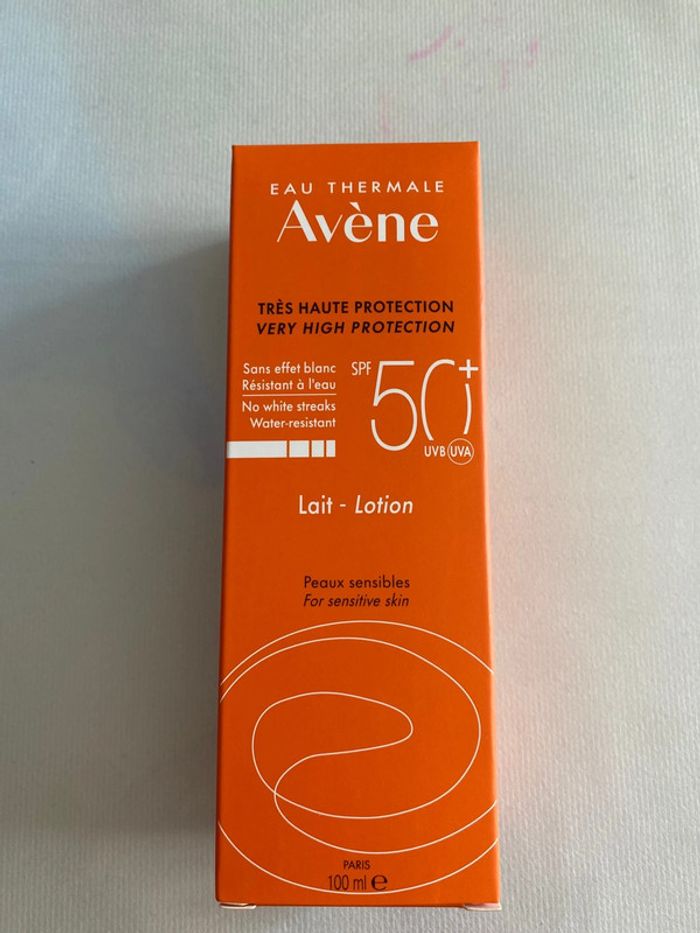 EAU THERMALE
Avène
TRÈS HAUTE PROTECTION
VERY HIGH PROTECTION
Sans effet blanc
Résistant à l'eau
No white streaks
Water-resistant
SPF 50+
UVB UVA
Lait - Lotion
Peaux sensibles
For sensitive skin
PARIS
100 ml e